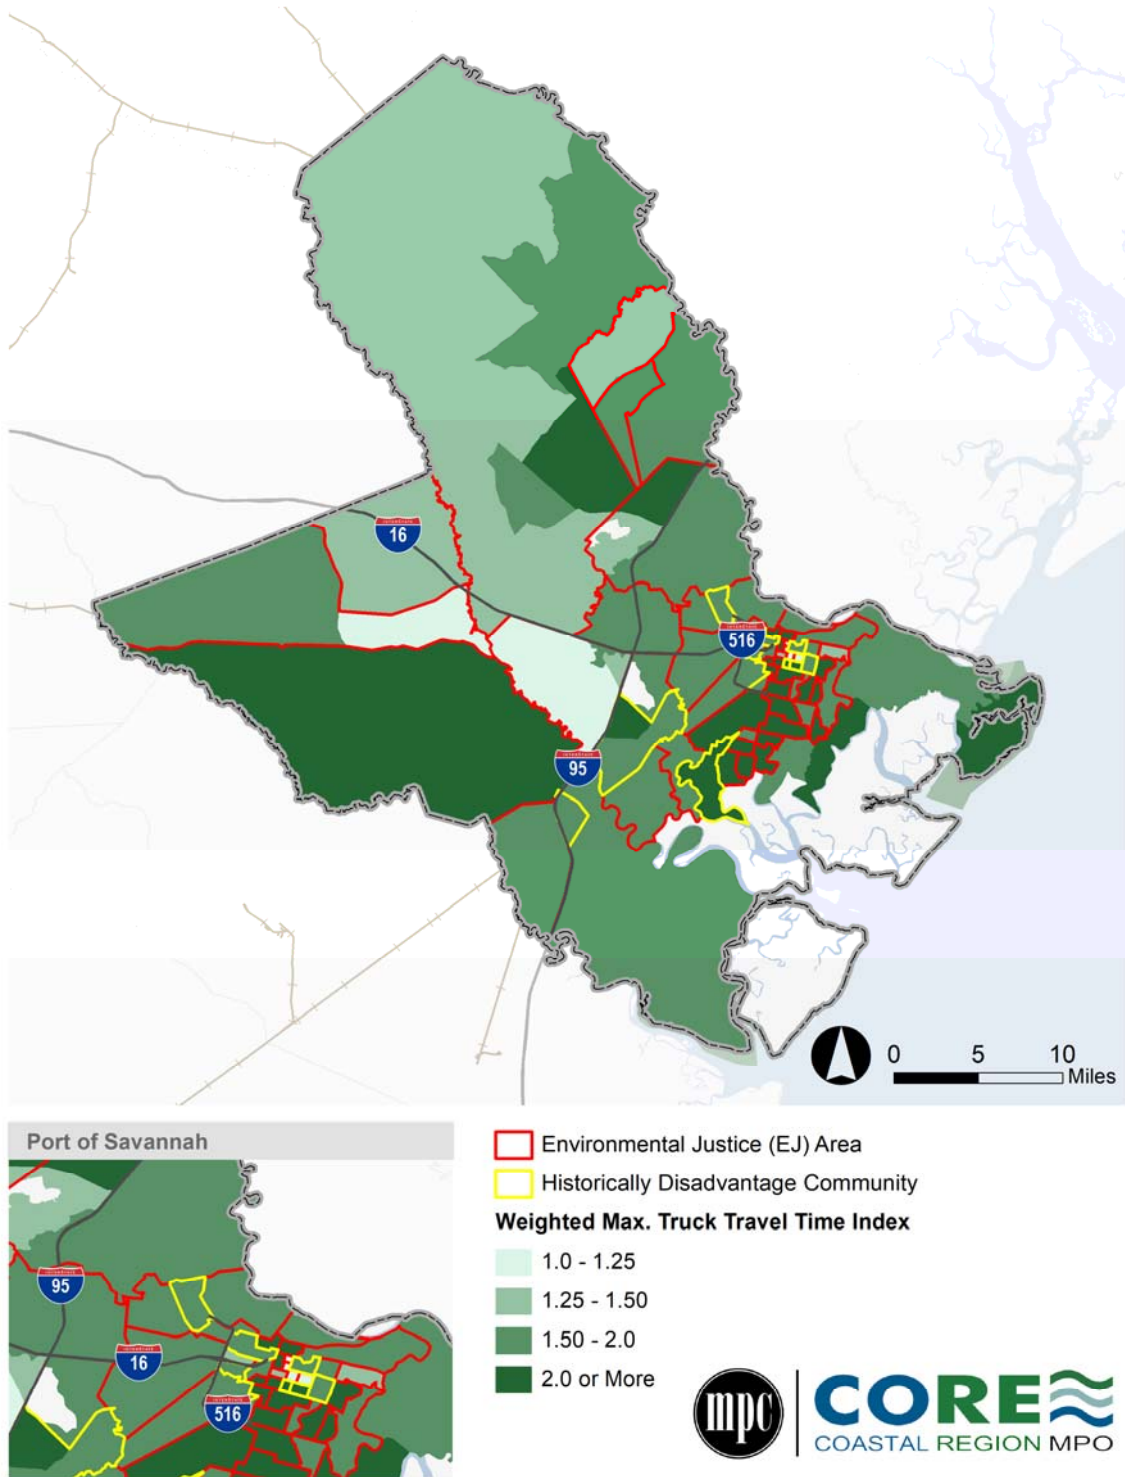 16
516
95
0 5 10
Miles
Port of Savannah
95
16
516
Environmental Justice (EJ) Area
Historically Disadvantage Community
Weighted Max. Truck Travel Time Index
1.0 - 1.25
1.25 - 1.50
1.50 - 2.0
2.0 or More
mpc
CORE
COASTAL REGION MPO